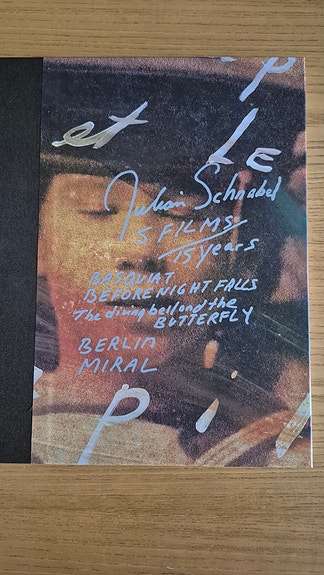 p
et LE
Julian Schnabel
5 FILMS
15 years
BASQUIAT
BEFORE NIGHT FALLS
The diving bell and the
BUTTERFLY
BERLIN
MIRAL
p i